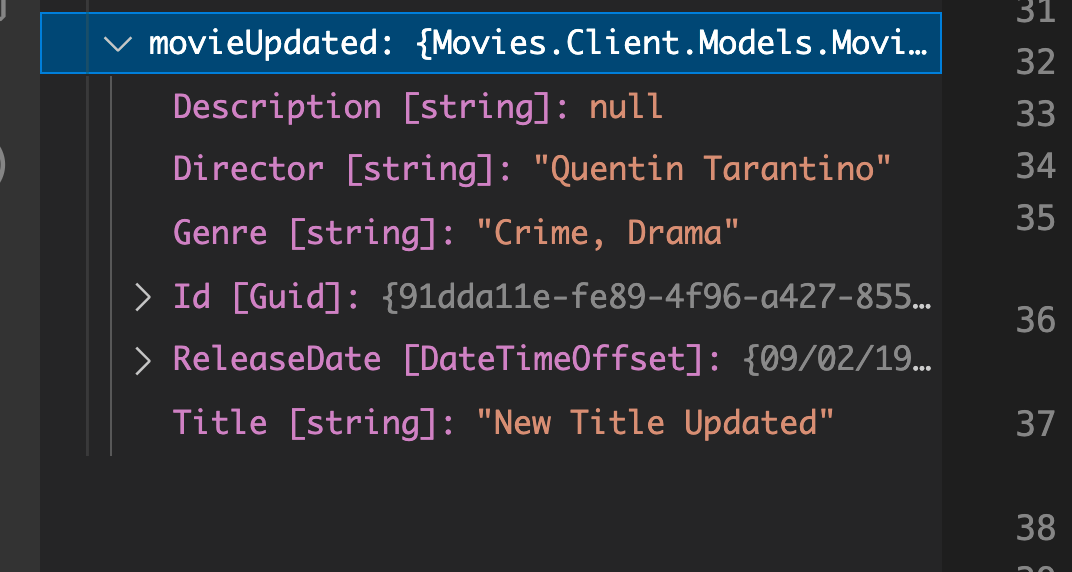 movieUpdated: {Movies.Client.Models.Movi…
Description [string]: null
Director [string]: "Quentin Tarantino"
Genre [string]: "Crime, Drama"
Id [Guid]: {91dda11e-fe89-4f96-a427-855…
ReleaseDate [DateTimeOffset]: {09/02/19…
Title [string]: "New Title Updated"
31
32
33
34
35
36
37
38